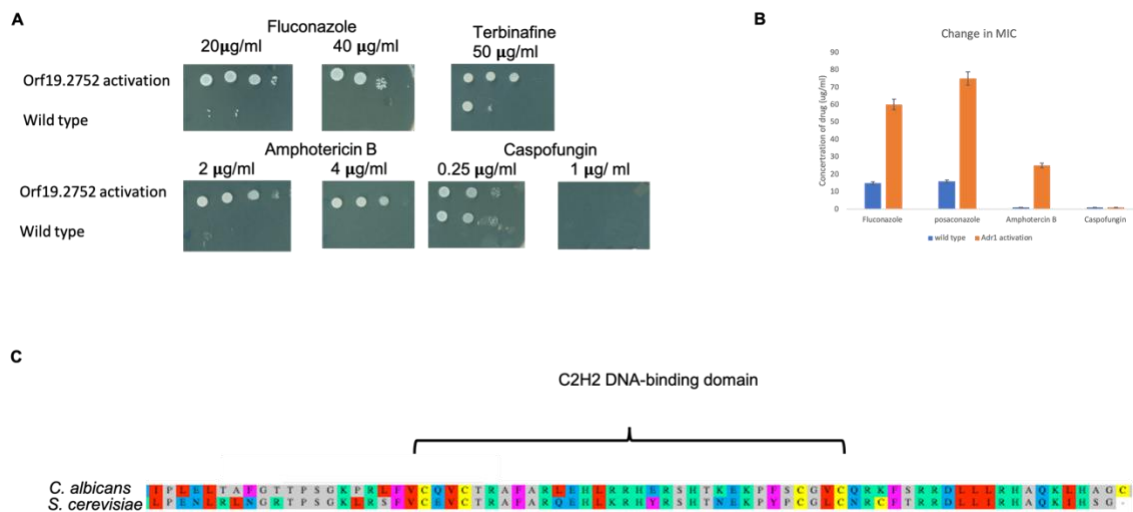 A
Fluconazole
Terbinafine
20μg/ml
40 μg/ml
50 μg/ml
Orf19.2752 activation
Wild type
Amphotericin B
Caspofungin
2 μg/ml
4 μg/ml
0.25 μg/ml
1 μg/ ml
Orf19.2752 activation
Wild type
B
Change in MIC
Concertration of drug (ug/ml)
90
80
70
60
50
40
30
20
10
0
Fluconazole posaconazole Amphotercin B Caspofungin
wild type Adr1 activation
C
C2H2 DNA-binding domain
C. albicans I P L E L T A F G T T P S G K P R L F V C Q V C T R A F A R L E H L R R H E R S H T K E K P F S C G V C Q R K F S R R D L L L R H A Q K L H A G C
S. cerevisiae L P E N L R L N G R T P S G K L R S F V C E V C T R A F A R Q E H L K R H Y R S H T N E K P Y P C G L C N R C F T R R D L L I R H A Q K I H S G -